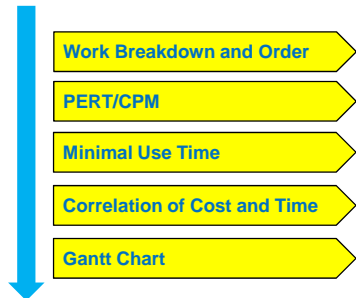 Work Breakdown and Order
PERT/CPM
Minimal Use Time
Correlation of Cost and Time
Gantt Chart